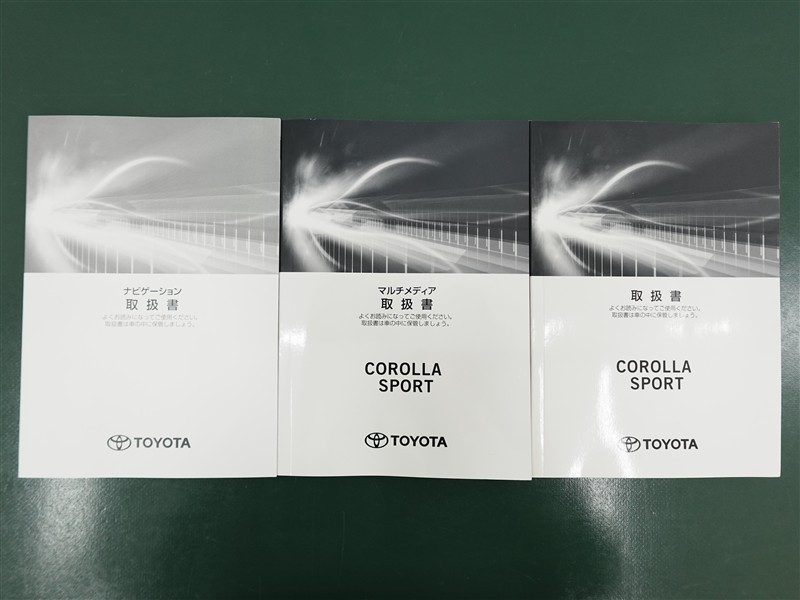 ナビゲーション
取扱書
よくお読みになってご使用ください。
取扱書は車の中に保管しましょう。
TOYOTA
マルチメディア
取扱書
よくお読みになってご使用ください。
取扱書は車の中に保管しましょう。
COROLLA
SPORT
TOYOTA
取扱書
よくお読みになってご使用ください。
取扱書は車の中に保管しましょう。
COROLLA
SPORT
TOYOTA